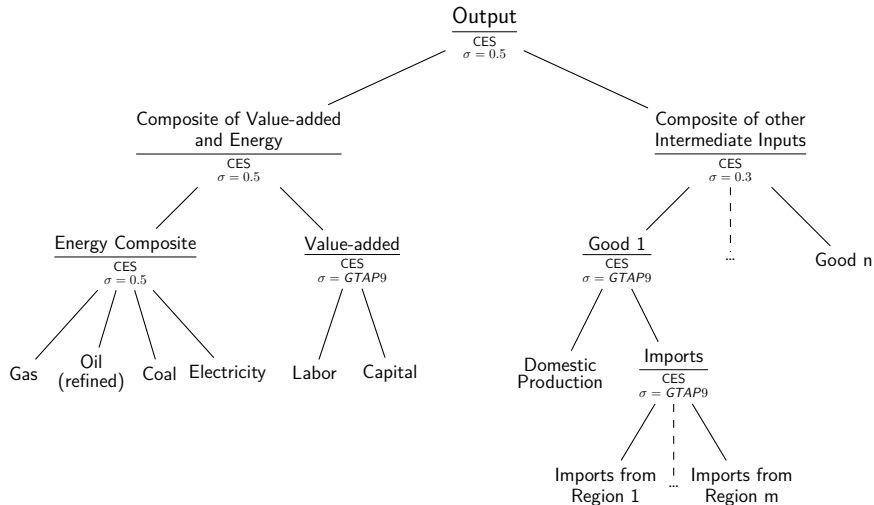 Output
CES
σ = 0.5
Composite of Value-added
and Energy
CES
σ = 0.5
Composite of other
Intermediate Inputs
CES
σ = 0.3
Energy Composite
CES
σ = 0.5
Value-added
CES
σ = GTAP9
Good 1
CES
σ = GTAP9
...
Good n
Gas
Oil
(refined)
Coal
Electricity
Labor
Capital
Domestic
Production
Imports
CES
σ = GTAP9
Imports from
Region 1
...
Imports from
Region m